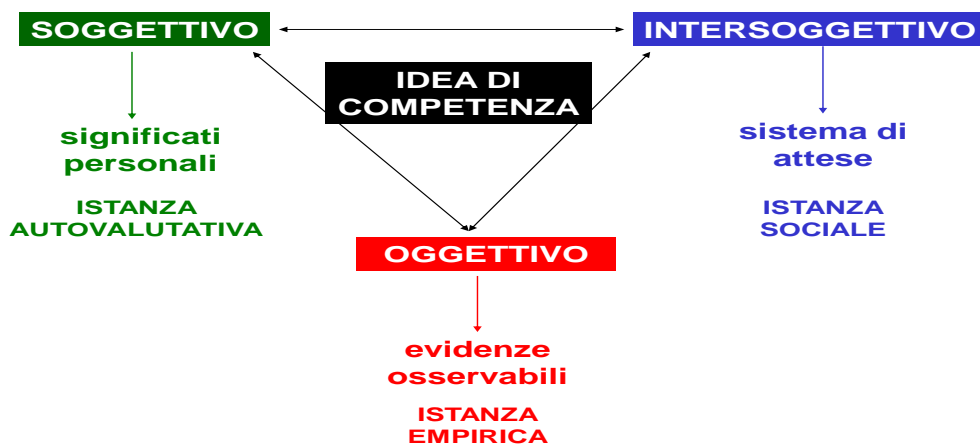 SOGGETTIVO
INTERSOGGETTIVO
IDEA DI
COMPETENZA
significati
personali
sistema di
attese
ISTANZA
AUTOVALUTATIVA
ISTANZA
SOCIALE
OGGETTIVO
evidenze
osservabili
ISTANZA
EMPIRICA